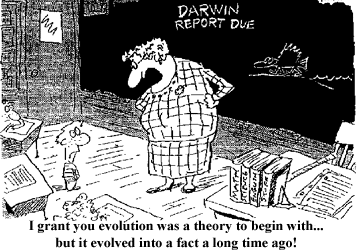 DARWIN
REPORT DUE
I grant you evolution was a theory to begin with...
but it evolved into a fact a long time ago!